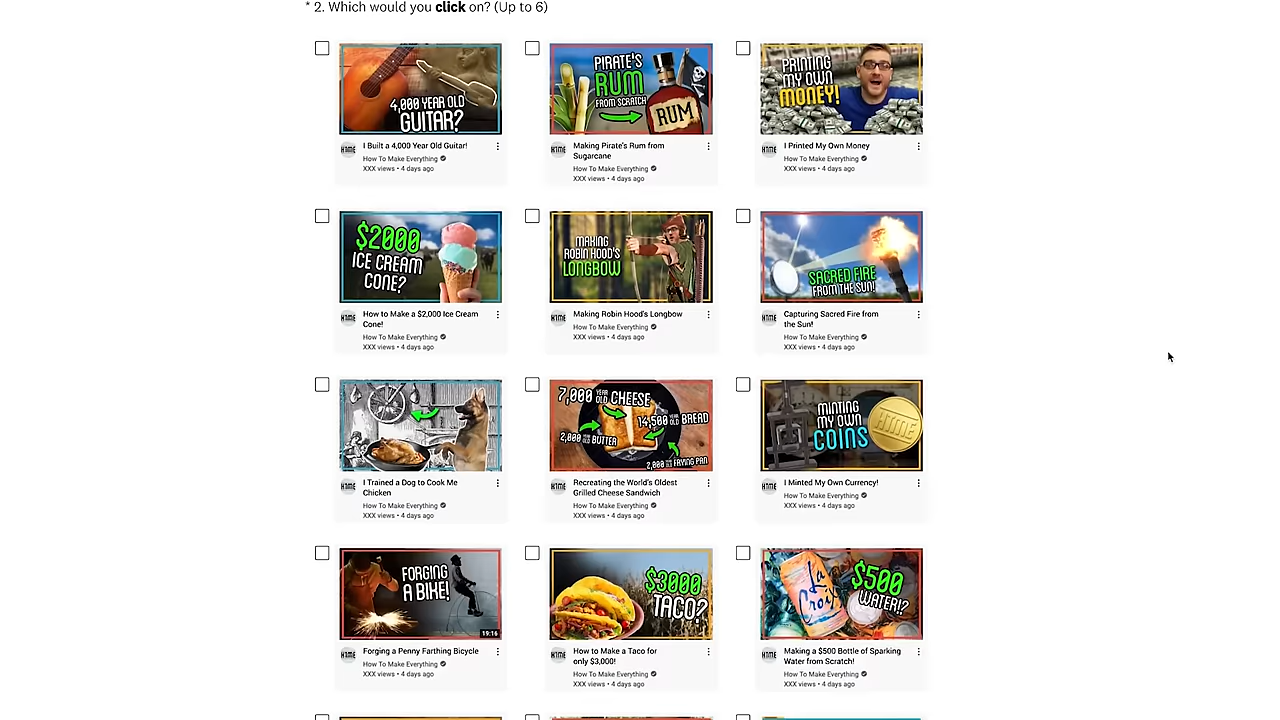 * 2. Which would you click on? (Up to 6)
4,000 YEAR OLD
GUITAR?
I Built a 4,000 Year Old Guitar!
How To Make Everything
XXX views • 4 days ago
PIRATE'S
RUM
FROM SCRATCH
RUM
Making Pirate's Rum from
Sugarcane
How To Make Everything
XXX views • 4 days ago
PRINTING
MY OWN
MONEY!
I Printed My Own Money
How To Make Everything
XXX views • 4 days ago
$2000
ICE CREAM
CONE?
How to Make a $2,000 Ice Cream
Cone!
How To Make Everything
XXX views • 4 days ago
MAKING
ROBIN HOOD'S
LONGBOW
Making Robin Hood's Longbow
How To Make Everything
XXX views • 4 days ago
SACRED FIRE
FROM THE SUN!
Capturing Sacred Fire from
the Sun!
How To Make Everything
XXX views • 4 days ago
I Trained a Dog to Cook Me
Chicken
How To Make Everything
XXX views • 4 days ago
7,000 YEAR OLD CHEESE
14,500 YEAR OLD BREAD
2,000 YEAR OLD BUTTER
2,000 YEAR OLD FRYING PAN
Recreating the World's Oldest
Grilled Cheese Sandwich
How To Make Everything
XXX views • 4 days ago
MINTING
MY OWN
COINS
HTME
I Minted My Own Currency!
How To Make Everything
XXX views • 4 days ago
FORGING
A BIKE!
19:16
Forging a Penny Farthing Bicycle
How To Make Everything
XXX views • 4 days ago
$3000
TACO?
How to Make a Taco for
only $3,000!
How To Make Everything
XXX views • 4 days ago
La
Croix
$500
WATER!?
Making a $500 Bottle of Sparking
Water from Scratch!
How To Make Everything
XXX views • 4 days ago